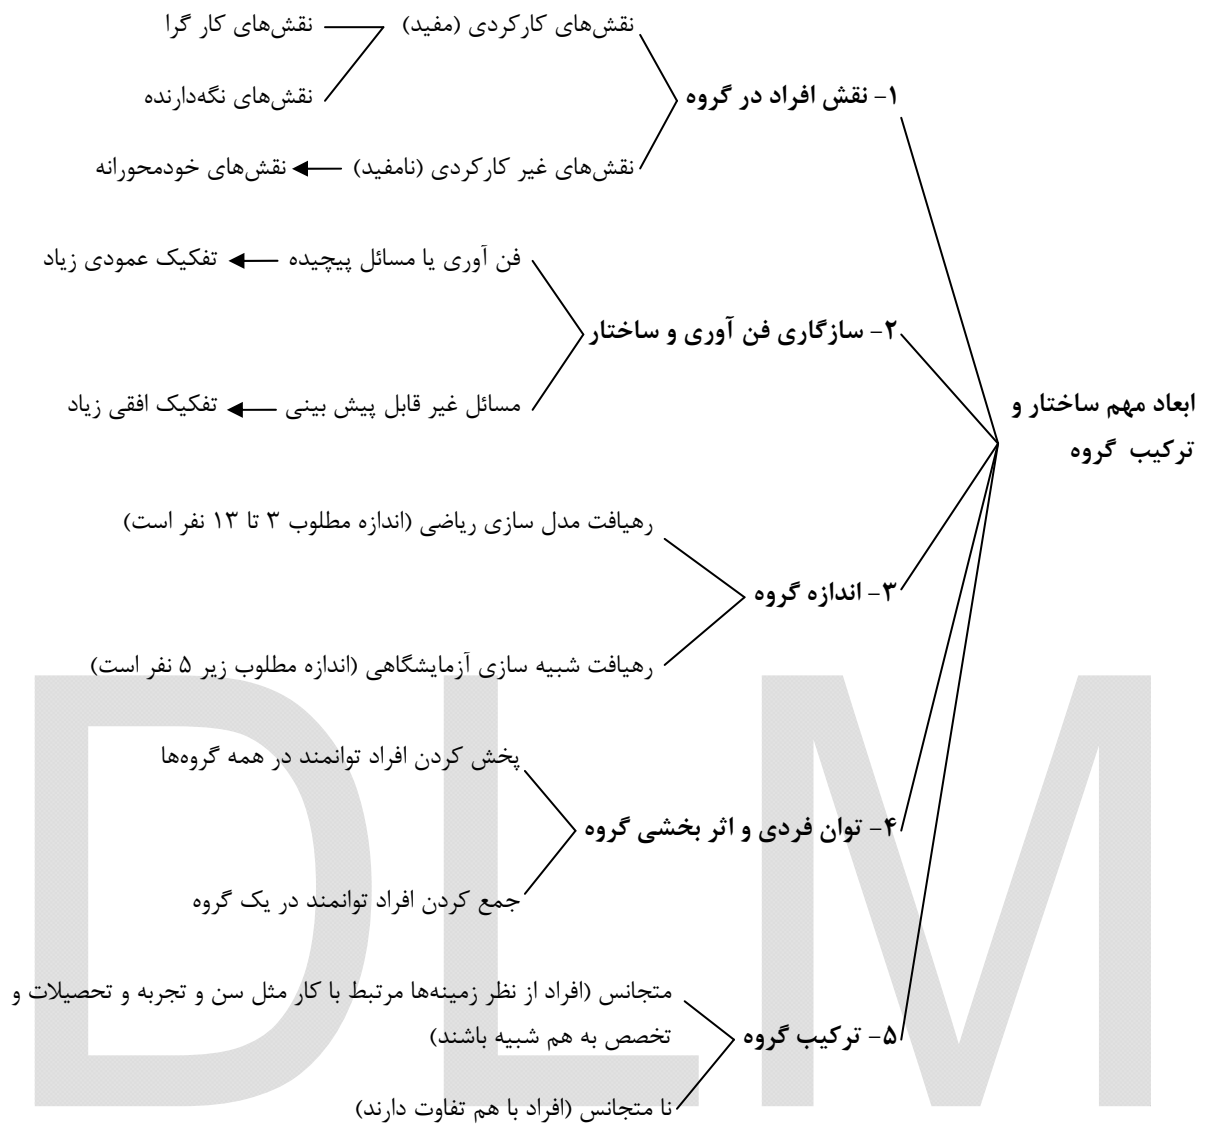 ابعاد مهم ساختار و
ترکیب گروه
۱- نقش افراد در گروه
نقش‌های کارکردی (مفید)
نقش‌های کار گرا
نقش‌های نگه‌دارنده
نقش‌های غیر کارکردی (نامفید)
نقش‌های خودمحورانه
۲- سازگاری فن آوری و ساختار
فن آوری یا مسائل پیچیده
تفکیک عمودی زیاد
مسائل غیر قابل پیش بینی
تفکیک افقی زیاد
۳- اندازه گروه
رهیافت مدل سازی ریاضی (اندازه مطلوب ۳ تا ۱۳ نفر است)
رهیافت شبیه سازی آزمایشگاهی (اندازه مطلوب زیر ۵ نفر است)
۴- توان فردی و اثر بخشی گروه
پخش کردن افراد توانمند در همه گروه‌ها
جمع کردن افراد توانمند در یک گروه
۵- ترکیب گروه
متجانس (افراد از نظر زمینه‌ها مرتبط با کار مثل سن و تجربه و تحصیلات و
تخصص به هم شبیه باشند)
نا متجانس (افراد با هم تفاوت دارند)
DLM